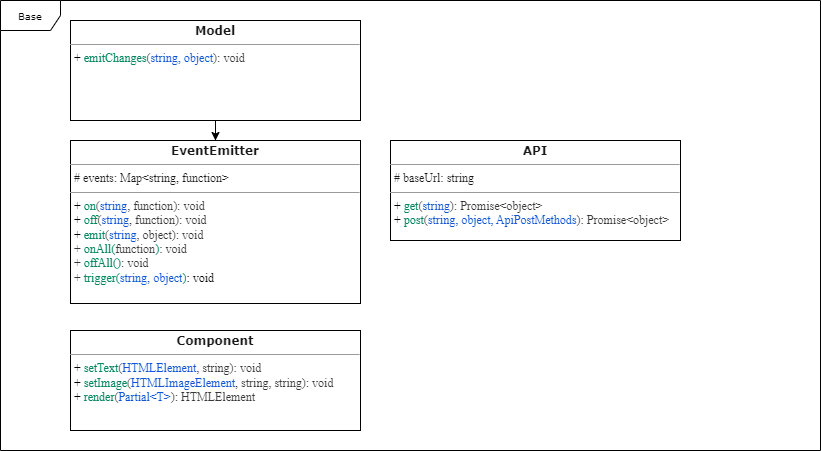 Base
Model
+ emitChanges(string, object): void
EventEmitter
# events: Map<string, function>
+ on(string, function): void
+ off(string, function): void
+ emit(string, object): void
+ onAll(function): void
+ offAll(): void
+ trigger(string, object): void
API
# baseUrl: string
+ get(string): Promise<object>
+ post(string, object, ApiPostMethods): Promise<object>
Component
+ setText(HTMLElement, string): void
+ setImage(HTMLImageElement, string, string): void
+ render(Partial<T>): HTMLElement